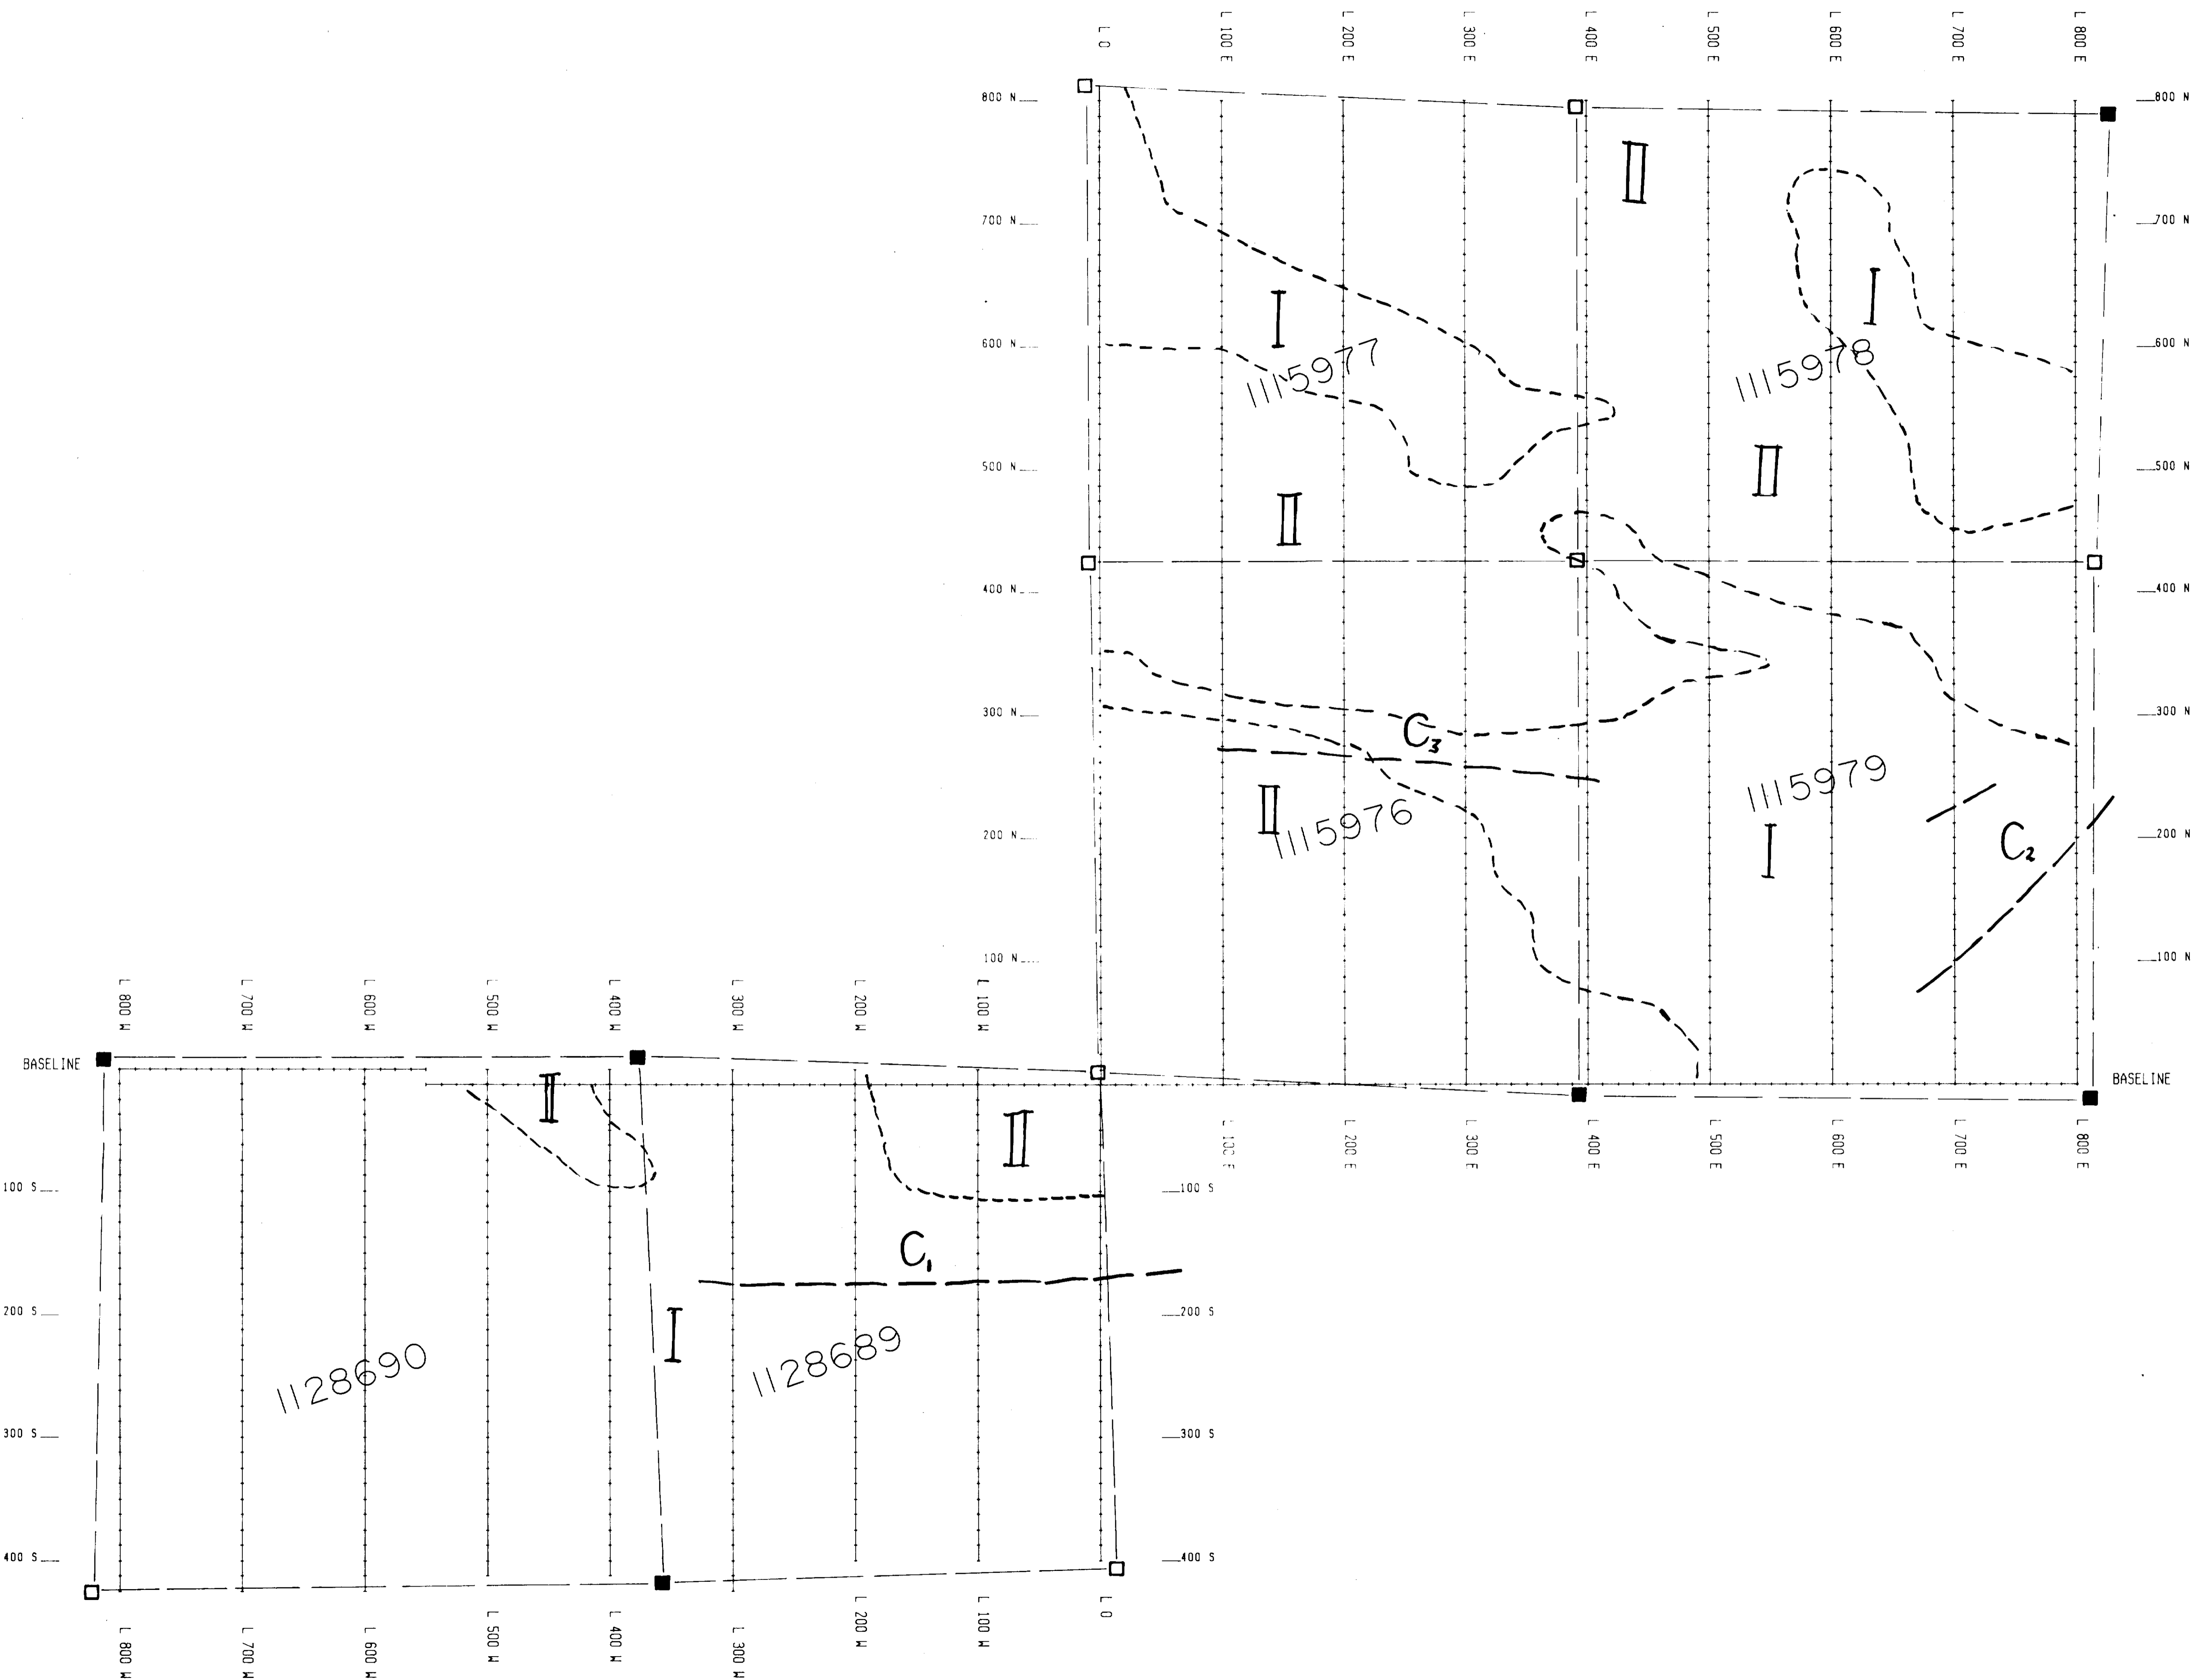 L 0
L 100 E
L 200 E
L 300 E
L 400 E
L 500 E
L 600 E
L 700 E
L 800 E
800 N
800 N
II
700 N
700 N
I
I
600 N
600 N
1115977
1115978
500 N
500 N
II
II
400 N
400 N
300 N
300 N
C3
1115979
II
1115976
200 N
200 N
I
C2
100 N
100 N
L 800 W
L 700 W
L 600 W
L 500 W
L 400 W
L 300 W
L 200 W
L 100 W
BASELINE
BASELINE
II
II
L 100 E
L 200 E
L 300 E
L 400 E
L 500 E
L 600 E
L 700 E
L 800 E
100 S
100 S
C1
200 S
200 S
I
1128690
1128689
300 S
300 S
400 S
400 S
L 800 W
L 700 W
L 600 W
L 500 W
L 400 W
L 300 W
L 200 W
L 100 W
L 0